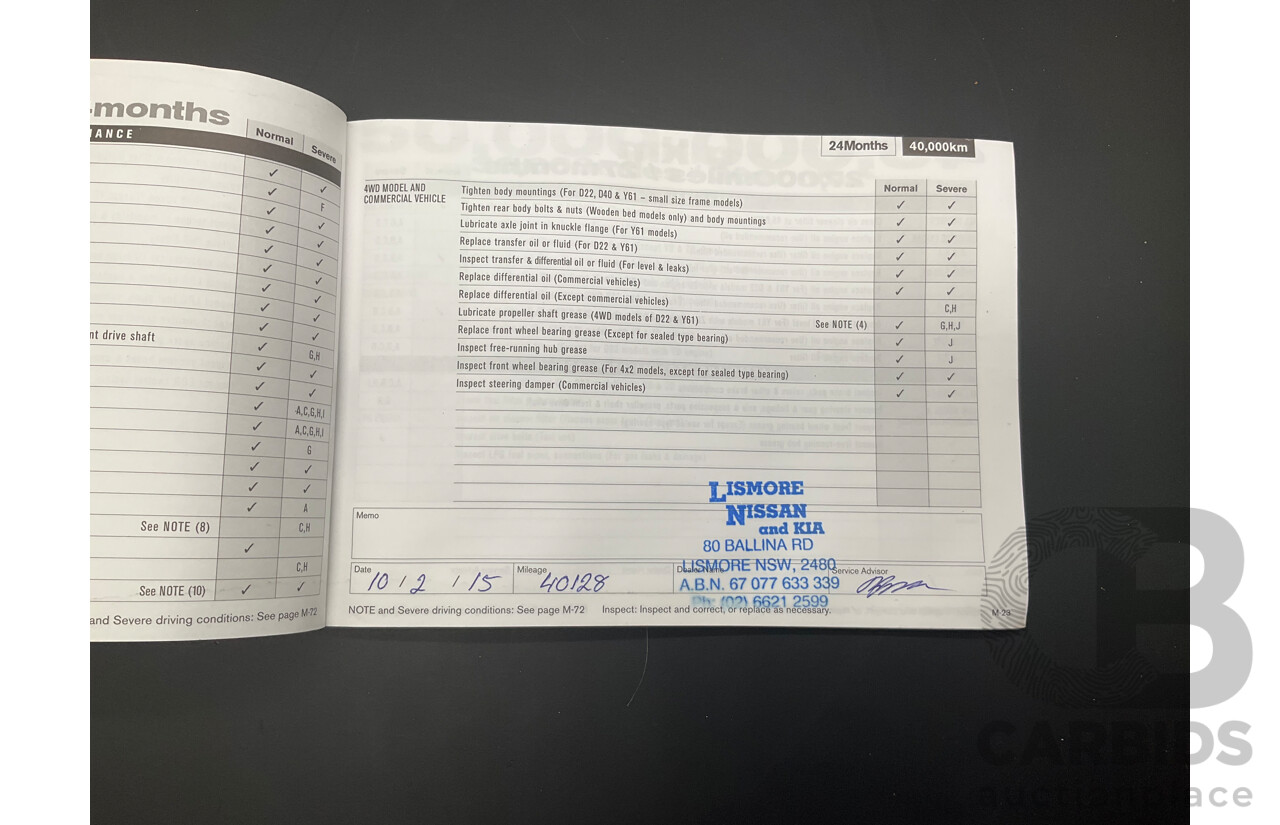 -months
ANCE
Normal
Severe
✓ ✓
✓ F
✓ ✓
✓ ✓
✓ ✓
✓ ✓
✓ ✓
✓ ✓
nt drive shaft ✓ ✓
✓ G,H
✓ ✓
✓ ✓
✓ A,C,G,H,I
✓ A,C,G,H,I
✓ G
✓ ✓
✓ ✓
✓ A
See NOTE (8) C,H
✓
C,H
See NOTE (10) ✓ ✓
and Severe driving conditions: See page M-72
24Months 40,000km
Normal Severe
4WD MODEL AND
COMMERCIAL VEHICLE
Tighten body mountings (For D22, D40 & Y61 – small size frame models) ✓ ✓
Tighten rear body bolts & nuts (Wooden bed models only) and body mountings ✓ ✓
Lubricate axle joint in knuckle flange (For Y61 models) ✓ ✓
Replace transfer oil or fluid (For D22 & Y61) ✓ ✓
Inspect transfer & differential oil or fluid (For level & leaks) ✓ ✓
Replace differential oil (Commercial vehicles) ✓ ✓
Replace differential oil (Except commercial vehicles) C,H
Lubricate propeller shaft grease (4WD models of D22 & Y61) See NOTE (4) ✓ G,H,J
Replace front wheel bearing grease (Except for sealed type bearing) ✓ J
Inspect free-running hub grease ✓ J
Inspect front wheel bearing grease (For 4x2 models, except for sealed type bearing) ✓ ✓
Inspect steering damper (Commercial vehicles) ✓ ✓
Memo
LISMORE
NISSAN
and KIA
80 BALLINA RD
LISMORE NSW, 2480
A.B.N. 67 077 633 339
Ph: (02) 6621 2599
Date 10 / 2 / 15
Mileage 40128
Service Advisor
NOTE and Severe driving conditions: See page M-72 Inspect: Inspect and correct, or replace as necessary.
M-23
CB
CARBIDS
auctionplace